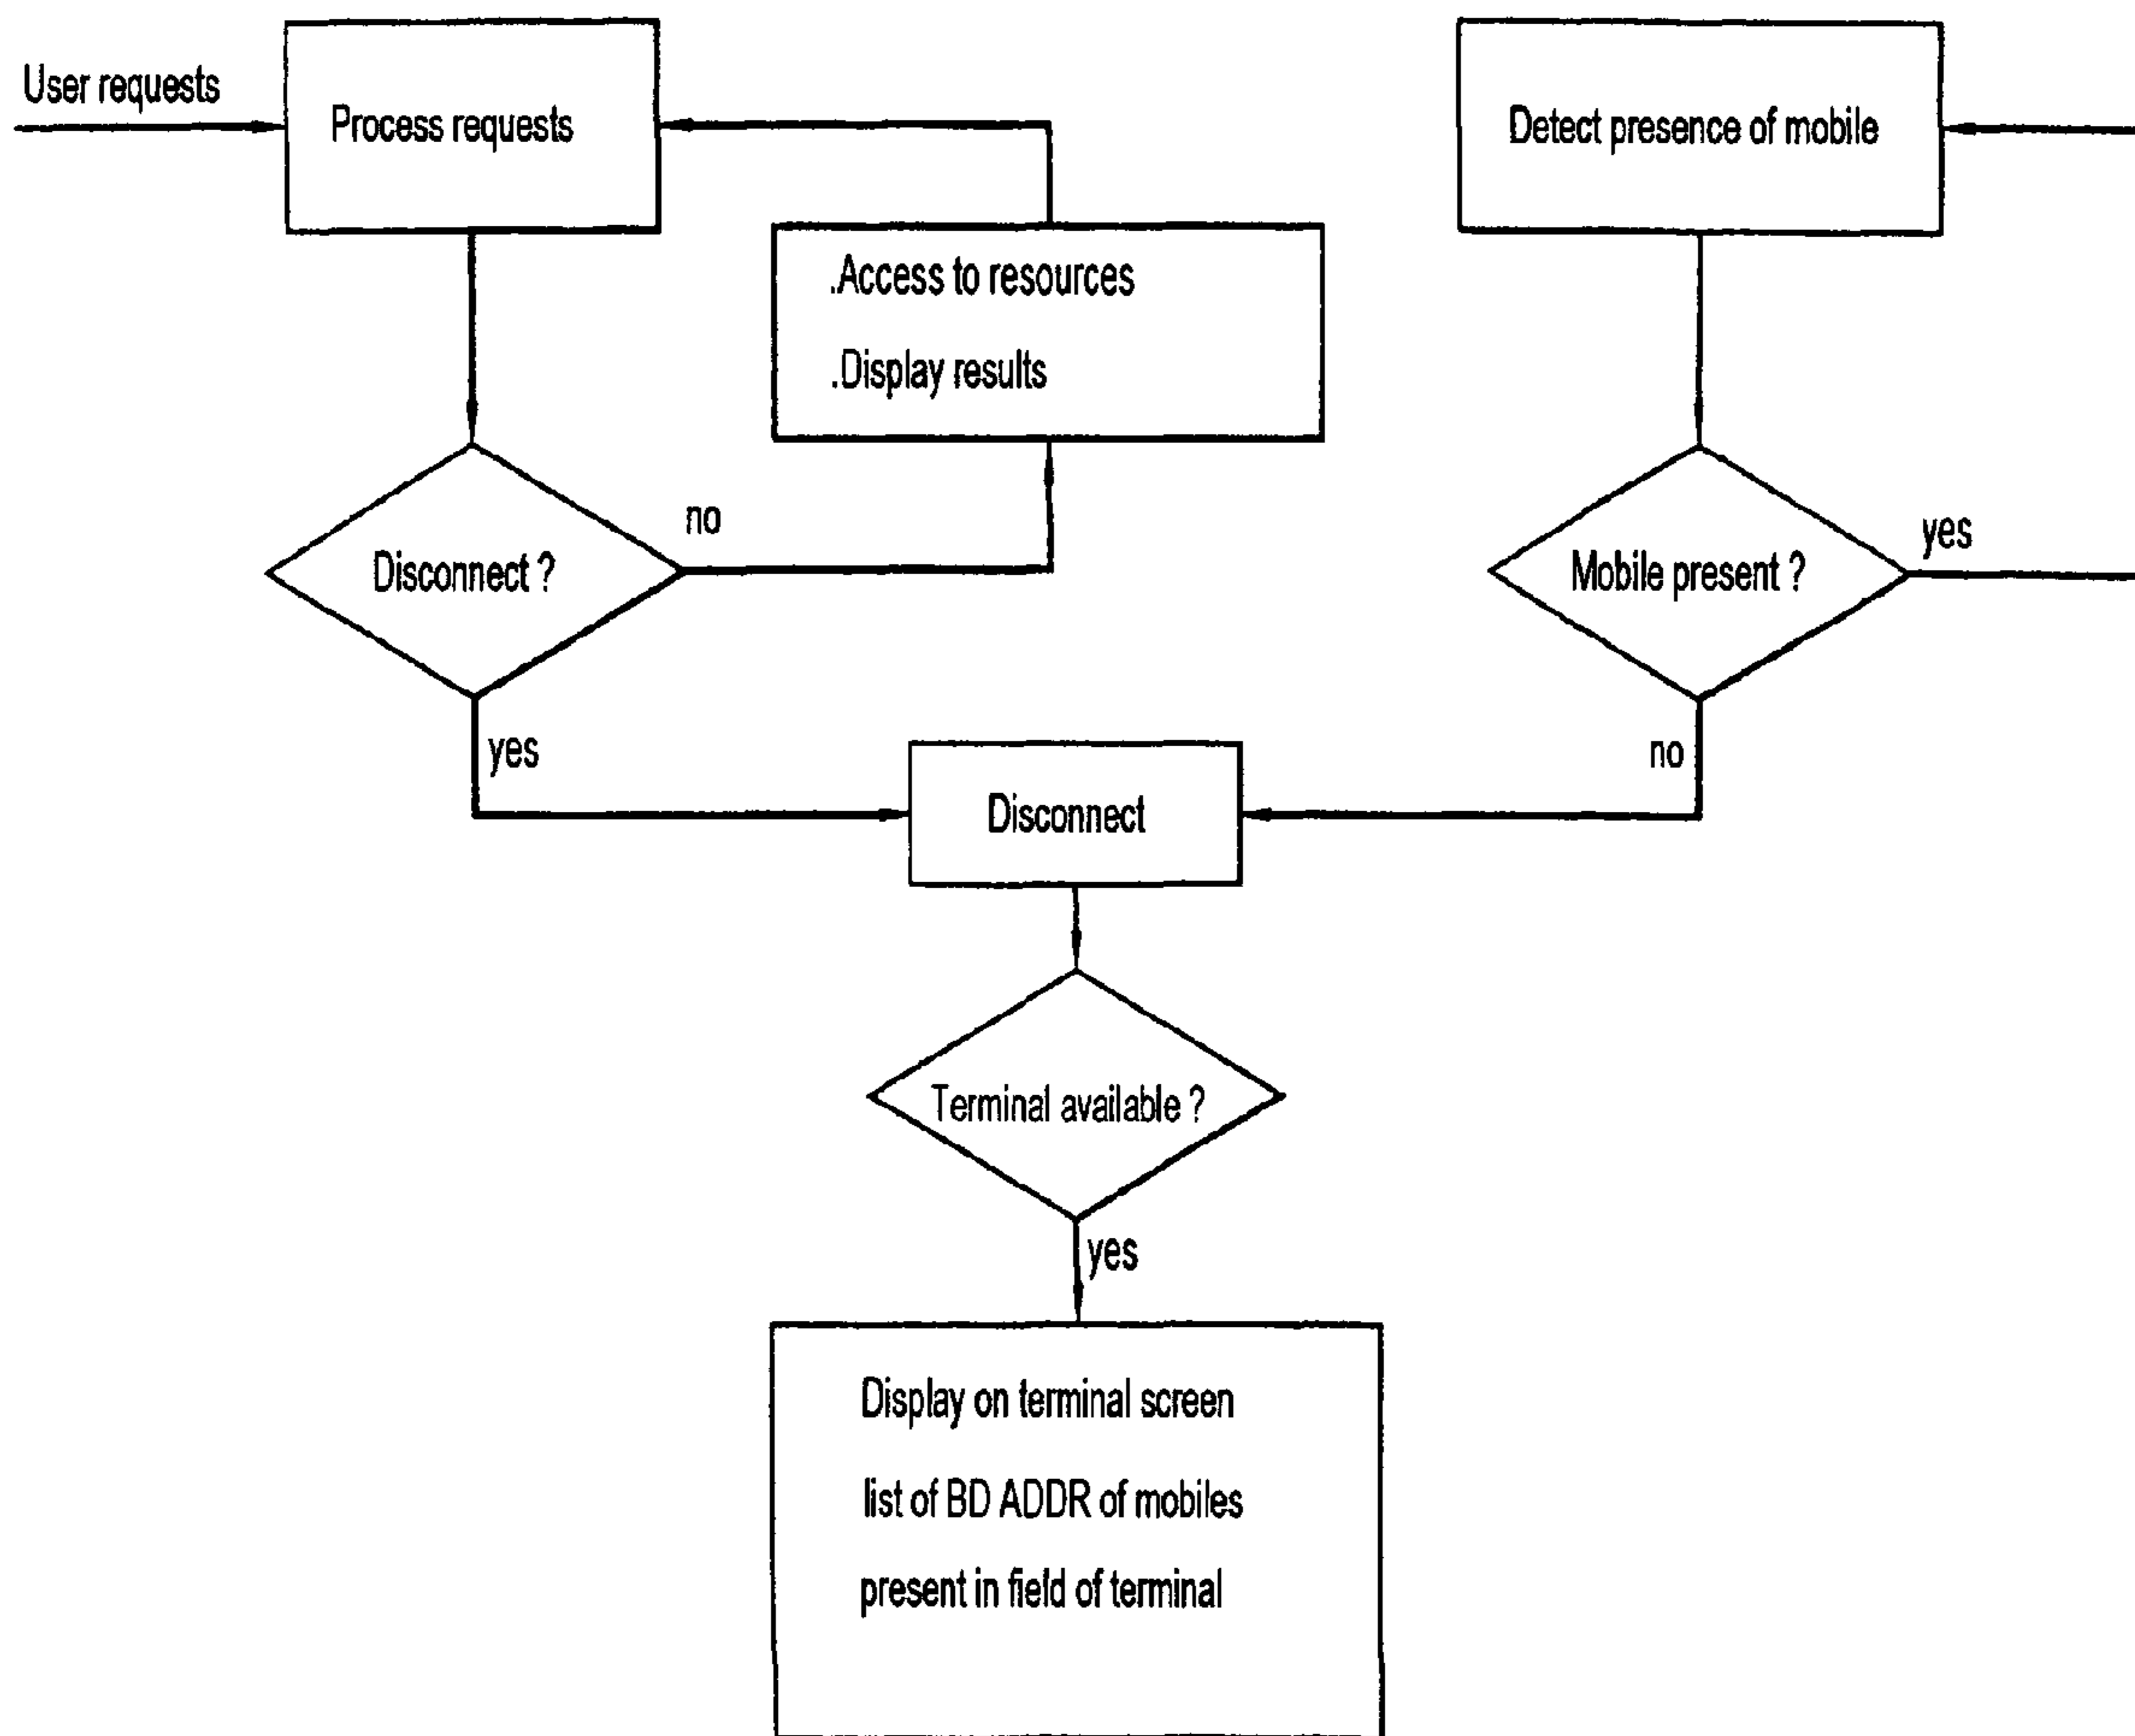 User requests
Process requests
Detect presence of mobile
.Access to resources
.Display results
no
Disconnect ?
yes
Mobile present ?
yes
no
Disconnect
Terminal available ?
yes
Display on terminal screen
list of BD ADDR of mobiles
present in field of terminal